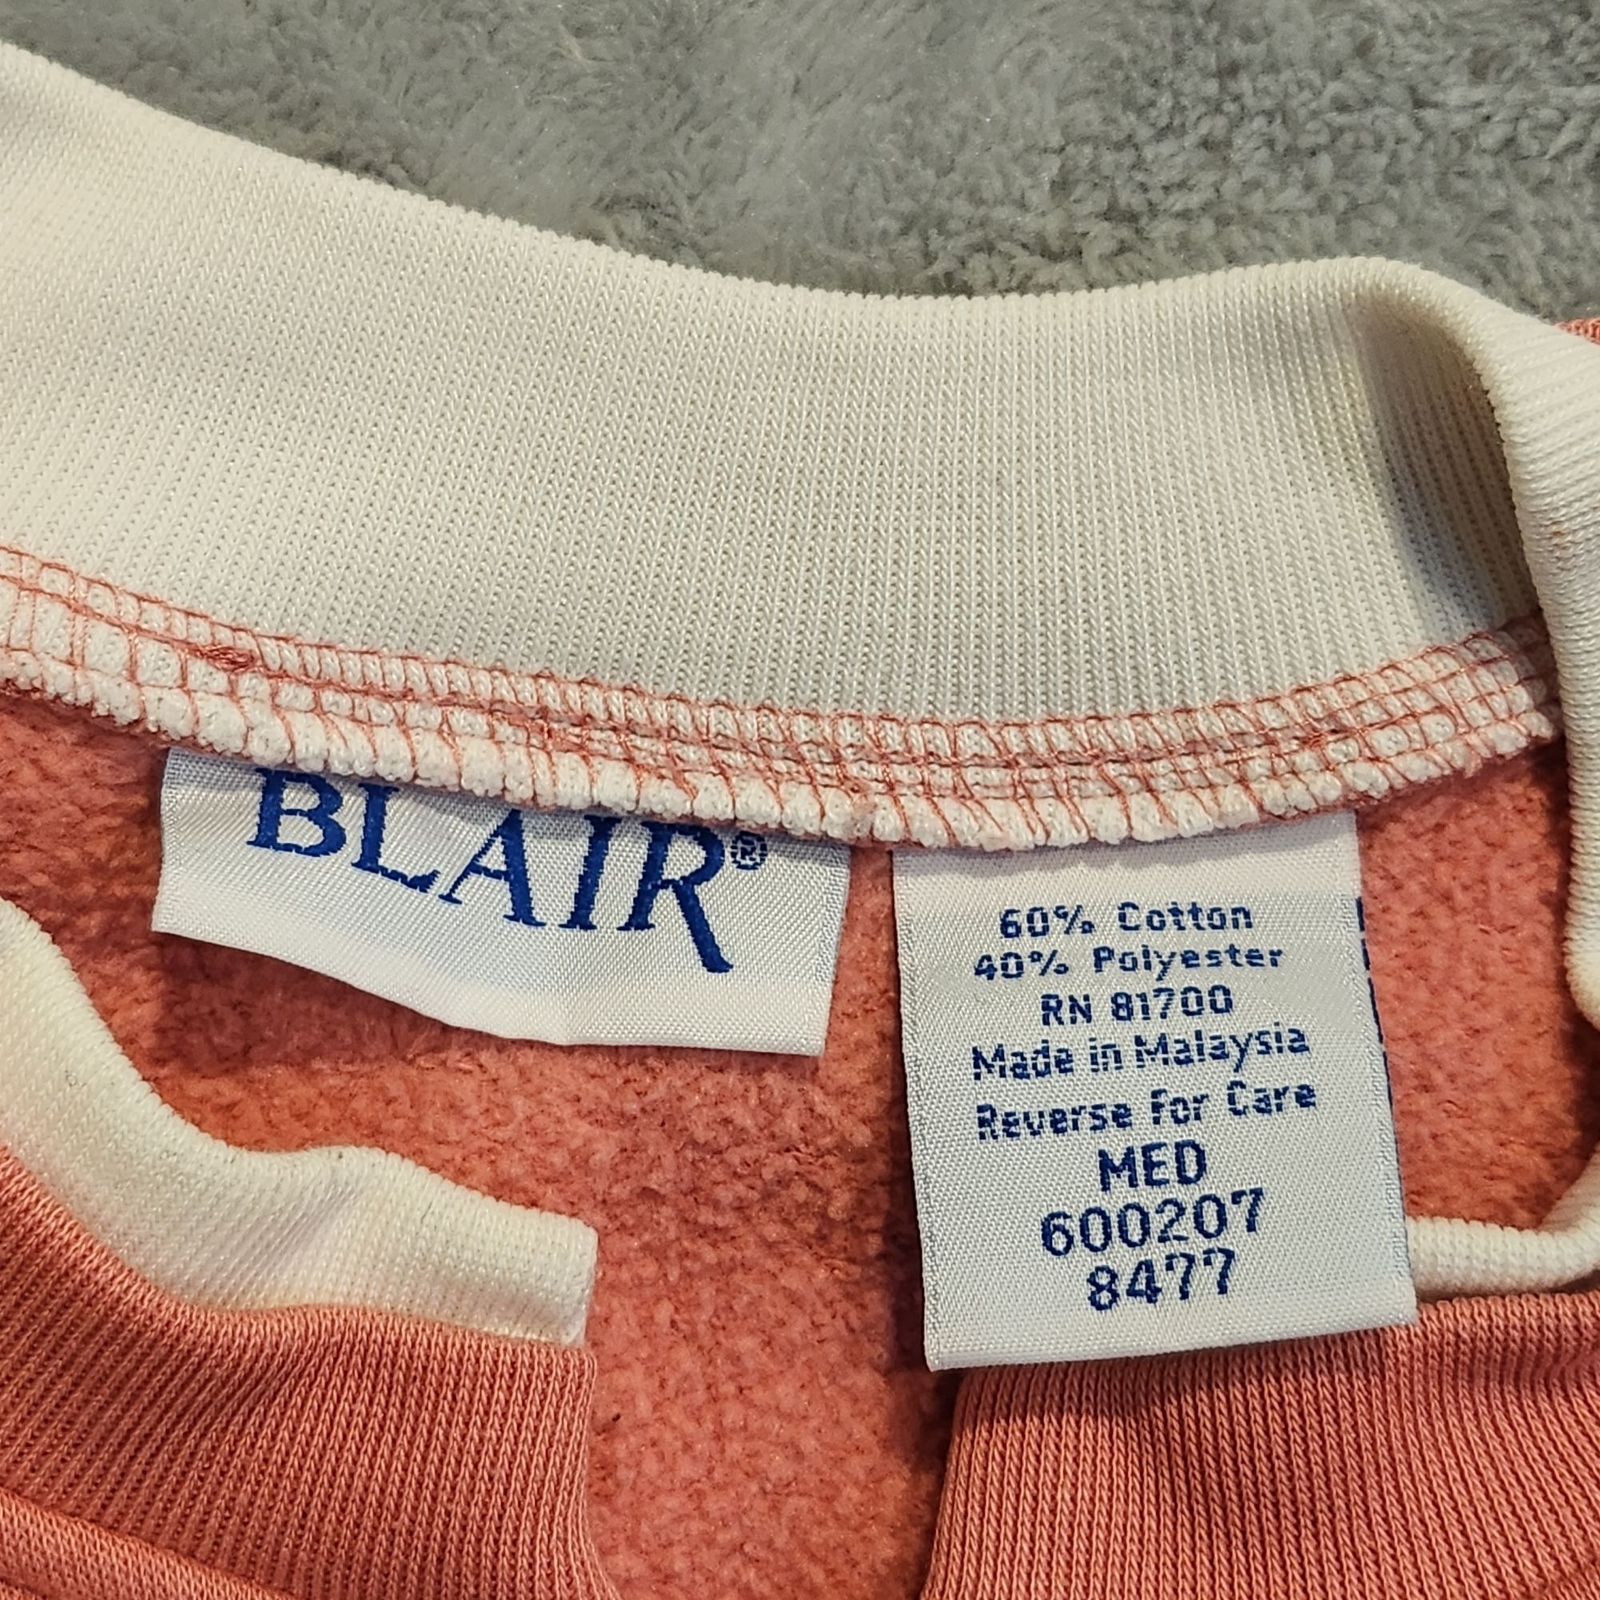 BLAIR®
60% Cotton
40% Polyester
RN 81700
Made in Malaysia
Reverse For Care
MED
600207
8477